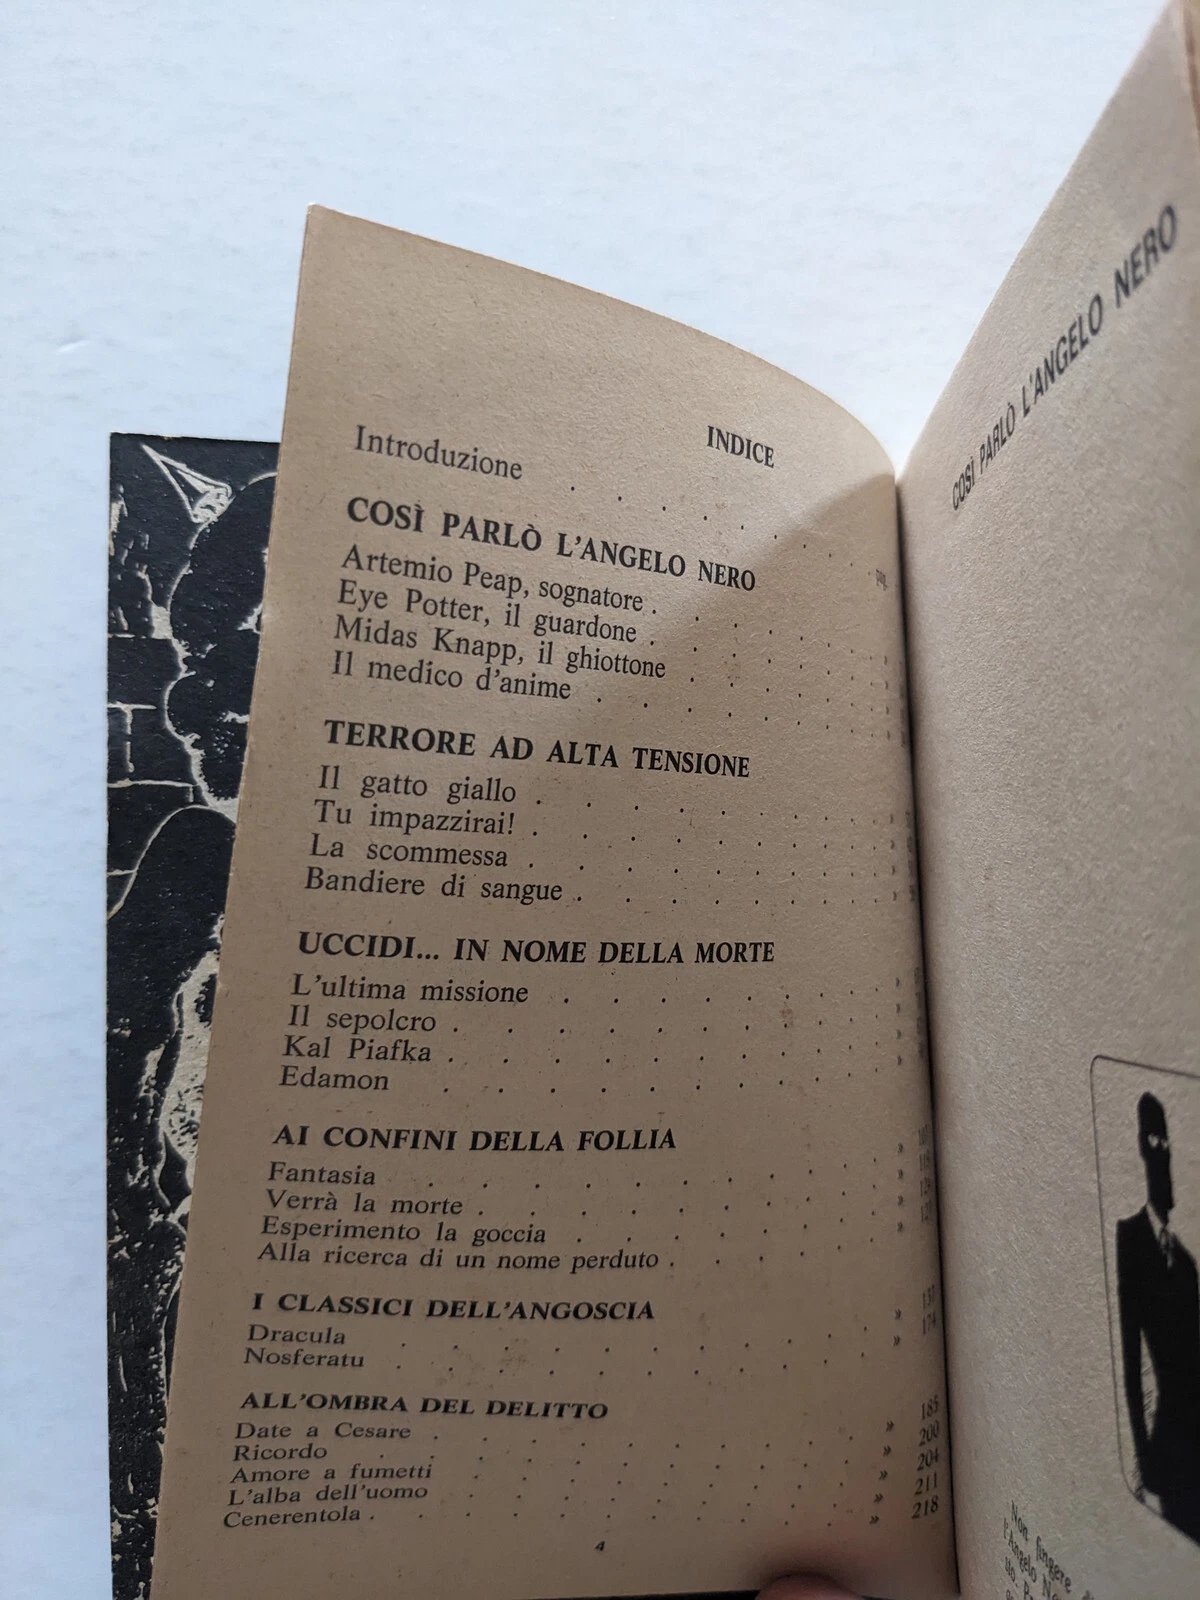 INDICE
Introduzione
COSÌ PARLÒ L'ANGELO NERO
Artemio Peap, sognatore
Eye Potter, il guardone
Midas Knapp, il ghiottone
Il medico d'anime
TERRORE AD ALTA TENSIONE
Il gatto giallo
Tu impazzirai!
La scommessa
Bandiere di sangue
UCCIDI... IN NOME DELLA MORTE
L'ultima missione
Il sepolcro
Kal Piafka
Edamon
AI CONFINI DELLA FOLLIA
Fantasia
Verrà la morte
Esperimento la goccia
Alla ricerca di un nome perduto
I CLASSICI DELL'ANGOSCIA
Dracula
Nosferatu » 174
ALL'OMBRA DEL DELITTO
Date a Cesare » 185
Ricordo » 200
Amore a fumetti » 204
L'alba dell'uomo » 211
Cenerentola » 218
4
COSÌ PARLÒ L'ANGELO NERO
Non fingere
l'Angelo